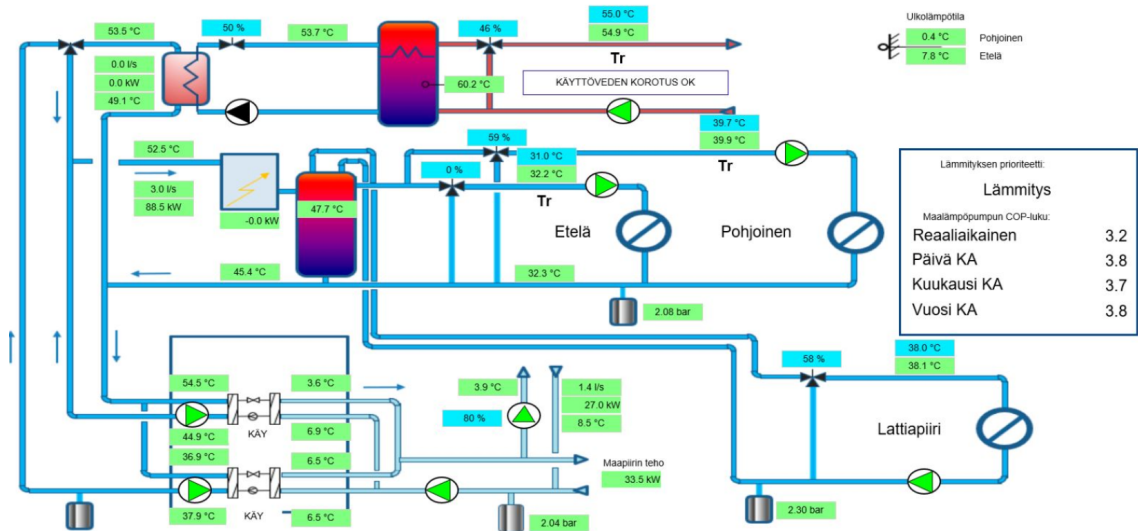 53.5 °C
50 %
53.7 °C
46 %
55.0 °C
54.9 °C
Tr
Ulkolämpötila
0.4 °C Pohjoinen
7.8 °C Etelä
0.0 l/s
0.0 kW
49.1 °C
60.2 °C
KÄYTTÖVEDEN KOROTUS OK
39.7 °C
39.9 °C
52.5 °C
3.0 l/s
88.5 kW
-0.0 kW
47.7 °C
0 %
59 %
31.0 °C
32.2 °C
Tr
Tr
Etelä
Pohjoinen
45.4 °C
32.3 °C
2.08 bar
Lämmityksen prioriteetti:
Lämmitys
Maalämpöpumpun COP-luku:
Reaaliaikainen 3.2
Päivä KA 3.8
Kuukausi KA 3.7
Vuosi KA 3.8
54.5 °C
3.6 °C
KÄY
44.9 °C
6.9 °C
36.9 °C
6.5 °C
37.9 °C
KÄY
6.5 °C
3.9 °C
80 %
1.4 l/s
27.0 kW
8.5 °C
Maapiirin teho
33.5 kW
2.04 bar
58 %
38.0 °C
38.1 °C
Lattiapiiri
2.30 bar